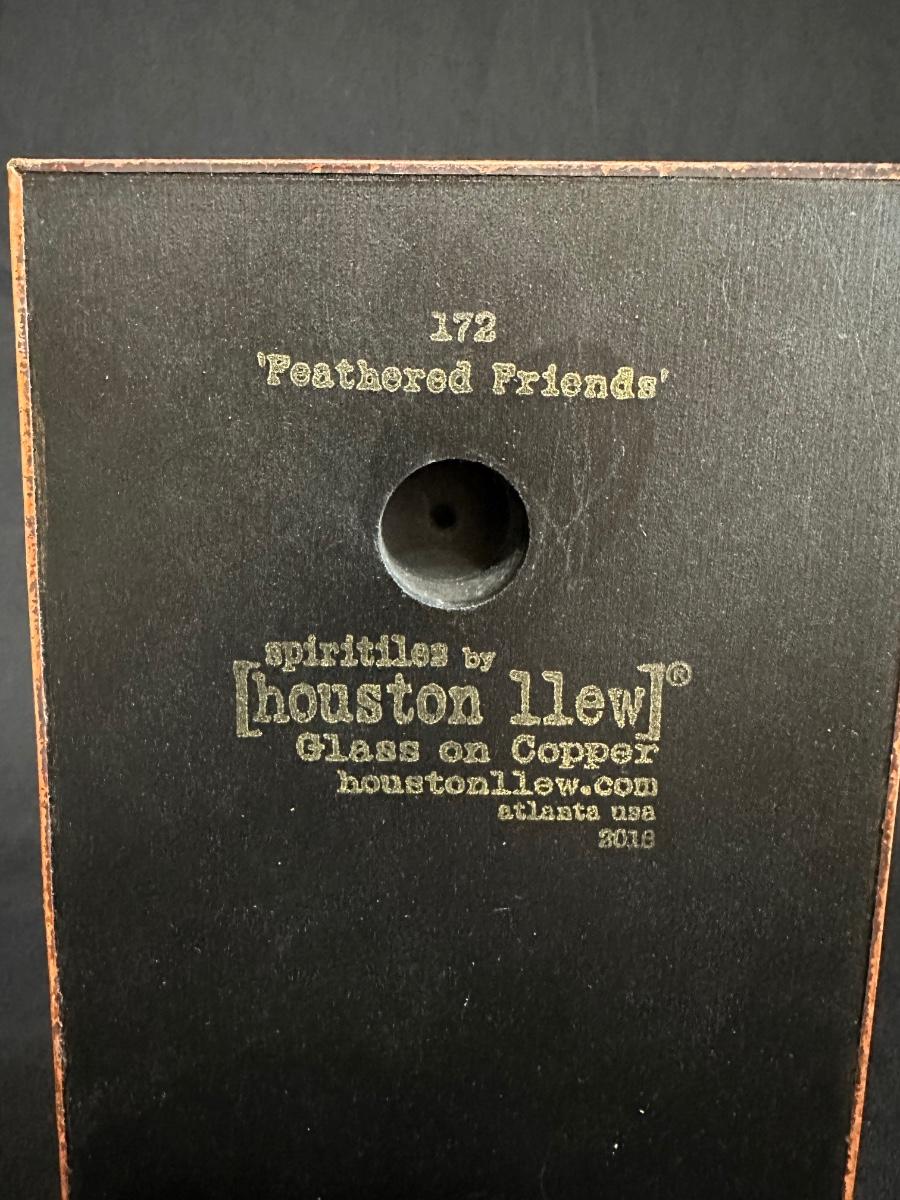 172
'Feathered Friends'
spiritiles by
[houston llew]®
Glass on Copper
houstonllew.com
atlanta usa
2018